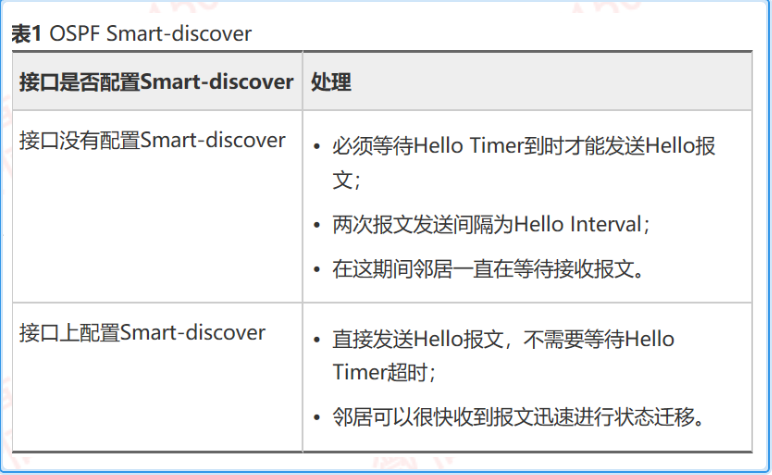 表1 OSPF Smart-discover
接口是否配置Smart-discover 处理
接口没有配置Smart-discover
• 必须等待Hello Timer到时才能发送Hello报
文；
• 两次报文发送间隔为Hello Interval；
• 在这期间邻居一直在等待接收报文。
接口上配置Smart-discover
• 直接发送Hello报文，不需要等待Hello
Timer超时；
• 邻居可以很快收到报文迅速进行状态迁移。